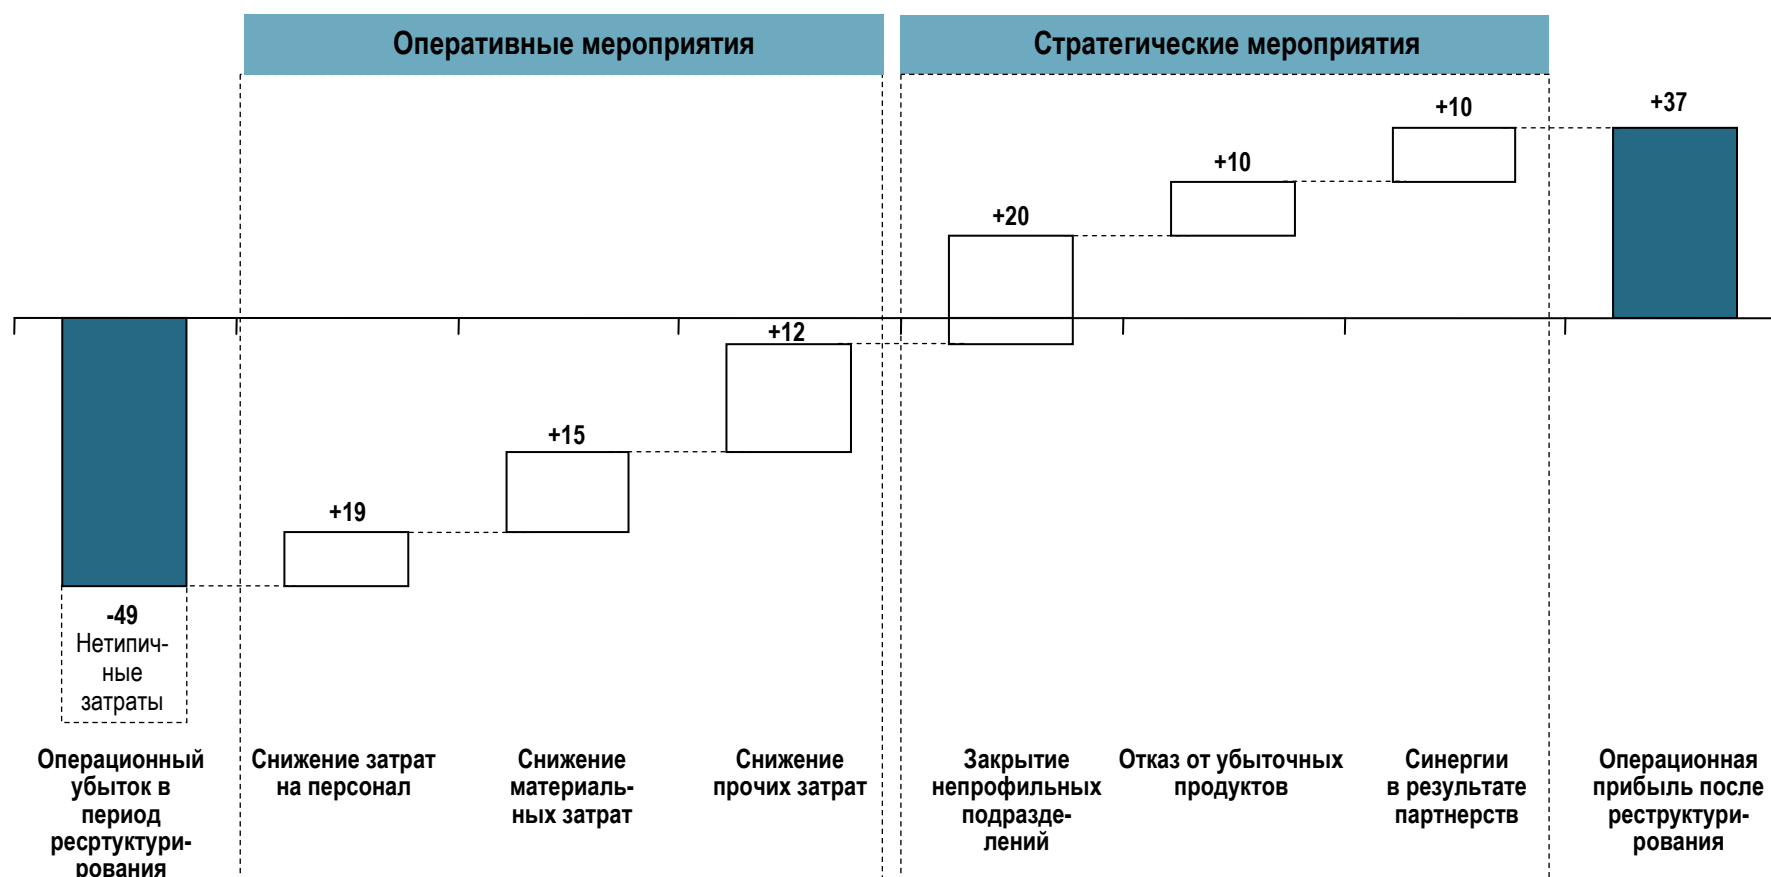 Оперативные мероприятия
Стратегические мероприятия
+10
+37
+10
+20
+12
+15
+19
-49
Нетипич-
ные
затраты
Операционный
убыток в
период
ресртуктури-
рования
Снижение затрат
на персонал
Снижение
материаль-
ных затрат
Снижение
прочих затрат
Закрытие
непрофильных
подразде-
лений
Отказ от убыточных
продуктов
Синергии
в результате
партнерств
Операционная
прибыль после
реструктури-
рования